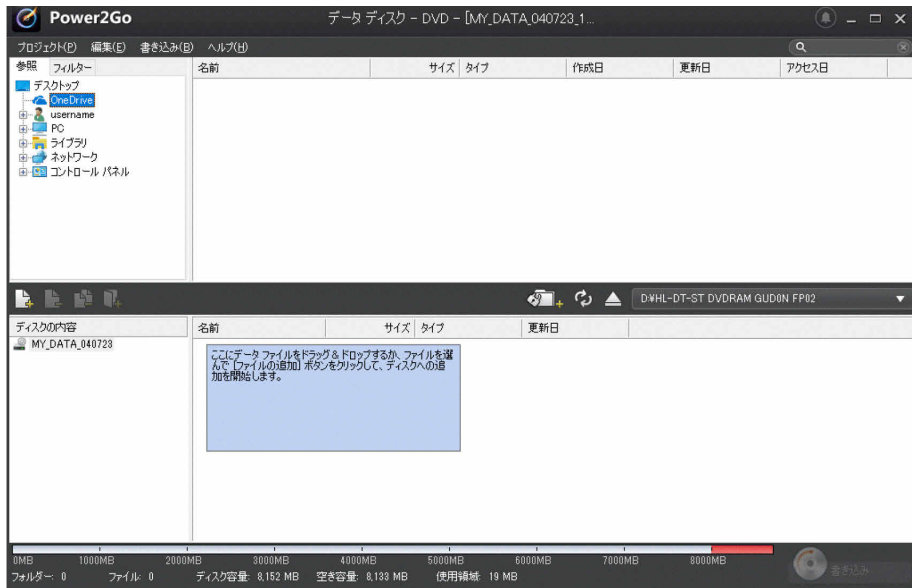 Power2Go
データ ディスク - DVD - [MY_DATA_040723_1...
プロジェクト(P) 編集(E) 書き込み(B) ヘルプ(H)
参照 フィルター
名前 サイズ タイプ 作成日 更新日 アクセス日
デスクトップ
OneDrive
username
PC
ライブラリ
ネットワーク
コントロール パネル
D¥HL-DT-ST DVDRAM GUD0N FP02
ディスクの内容
名前 サイズ タイプ 更新日
MY_DATA_040723
ここにデータ ファイルをドラッグ & ドロップするか、ファイルを選
んで [ファイルの追加] ボタンをクリックして、ディスクへの追
加を開始します。
0MB 1000MB 2000MB 3000MB 4000MB 5000MB 6000MB 7000MB 8000MB
フォルダー: 0 ファイル: 0 ディスク容量: 8,152 MB 空き容量: 8,133 MB 使用領域: 19 MB
書き込み